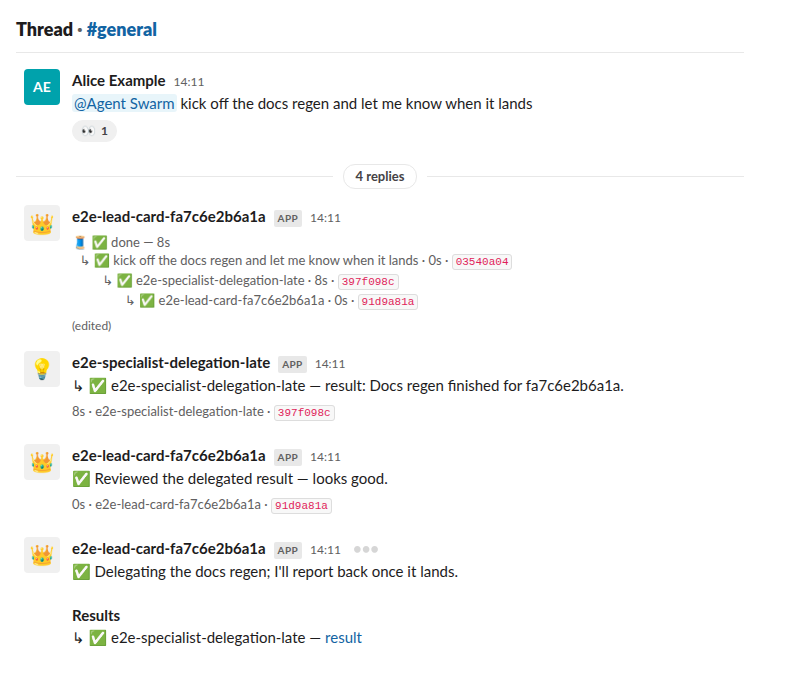 Thread • #general
AE
Alice Example 14:11
@Agent Swarm kick off the docs regen and let me know when it lands
👀 1
4 replies
e2e-lead-card-fa7c6e2b6a1a APP 14:11
🧵 ✅ done — 8s
↳ ✅ kick off the docs regen and let me know when it lands · 0s · 03540a04
↳ ✅ e2e-specialist-delegation-late · 8s · 397f098c
↳ ✅ e2e-lead-card-fa7c6e2b6a1a · 0s · 91d9a81a
(edited)
e2e-specialist-delegation-late APP 14:11
↳ ✅ e2e-specialist-delegation-late — result: Docs regen finished for fa7c6e2b6a1a.
8s · e2e-specialist-delegation-late · 397f098c
e2e-lead-card-fa7c6e2b6a1a APP 14:11
✅ Reviewed the delegated result — looks good.
0s · e2e-lead-card-fa7c6e2b6a1a · 91d9a81a
e2e-lead-card-fa7c6e2b6a1a APP 14:11
✅ Delegating the docs regen; I'll report back once it lands.
Results
↳ ✅ e2e-specialist-delegation-late — result